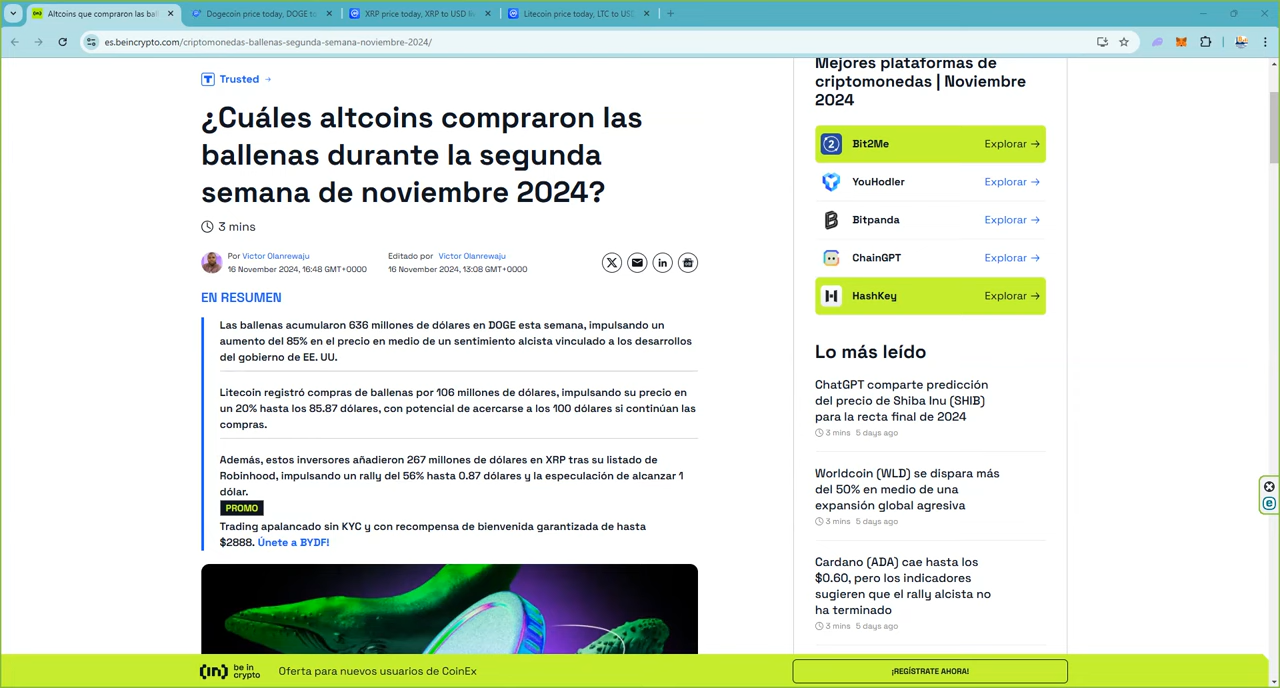 Altcoins que compraron las bal
Dogecoin price today, DOGE to
XRP price today, XRP to USD li
Litecoin price today, LTC to USD
es.beincrypto.com/criptomonedas-ballenas-segunda-semana-noviembre-2024/
Trusted →
¿Cuáles altcoins compraron las
ballenas durante la segunda
semana de noviembre 2024?
3 mins
Por Victor Olanrewaju
16 November 2024, 16:48 GMT+0000
Editado por Victor Olanrewaju
16 November 2024, 13:08 GMT+0000
EN RESUMEN
Las ballenas acumularon 636 millones de dólares en DOGE esta semana, impulsando un
aumento del 85% en el precio en medio de un sentimiento alcista vinculado a los desarrollos
del gobierno de EE. UU.
Litecoin registró compras de ballenas por 106 millones de dólares, impulsando su precio en
un 20% hasta los 85.87 dólares, con potencial de acercarse a los 100 dólares si continúan las
compras.
Además, estos inversores añadieron 267 millones de dólares en XRP tras su listado de
Robinhood, impulsando un rally del 56% hasta 0.87 dólares y la especulación de alcanzar 1
dólar.
PROMO
Trading apalancado sin KYC y con recompensa de bienvenida garantizada de hasta
$2888. Únete a BYDFI
Mejores plataformas de
criptomonedas | Noviembre
2024
Bit2Me Explorar →
YouHodler Explorar →
Bitpanda Explorar →
ChainGPT Explorar →
HashKey Explorar →
Lo más leído
ChatGPT comparte predicción
del precio de Shiba Inu (SHIB)
para la recta final de 2024
3 mins 5 days ago
Worldcoin (WLD) se dispara más
del 50% en medio de una
expansión global agresiva
3 mins 5 days ago
Cardano (ADA) cae hasta los
$0.60, pero los indicadores
sugieren que el rally alcista no
ha terminado
3 mins 5 days ago
(in) be in
crypto
Oferta para nuevos usuarios de CoinEx
¡REGÍSTRATE AHORA!